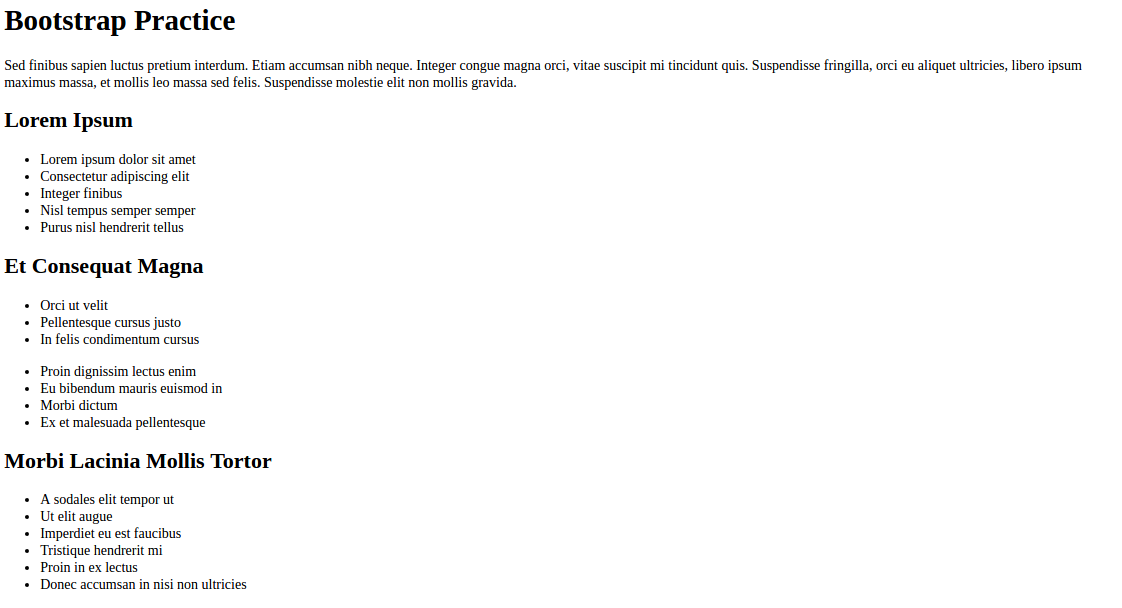 Bootstrap Practice
Sed finibus sapien luctus pretium interdum. Etiam accumsan nibh neque. Integer congue magna orci, vitae suscipit mi tincidunt quis. Suspendisse fringilla, orci eu aliquet ultricies, libero ipsum
maximus massa, et mollis leo massa sed felis. Suspendisse molestie elit non mollis gravida.
Lorem Ipsum
• Lorem ipsum dolor sit amet
• Consectetur adipiscing elit
• Integer finibus
• Nisl tempus semper semper
• Purus nisl hendrerit tellus
Et Consequat Magna
• Orci ut velit
• Pellentesque cursus justo
• In felis condimentum cursus
• Proin dignissim lectus enim
• Eu bibendum mauris euismod in
• Morbi dictum
• Ex et malesuada pellentesque
Morbi Lacinia Mollis Tortor
• A sodales elit tempor ut
• Ut elit augue
• Imperdiet eu est faucibus
• Tristique hendrerit mi
• Proin in ex lectus
• Donec accumsan in nisi non ultricies